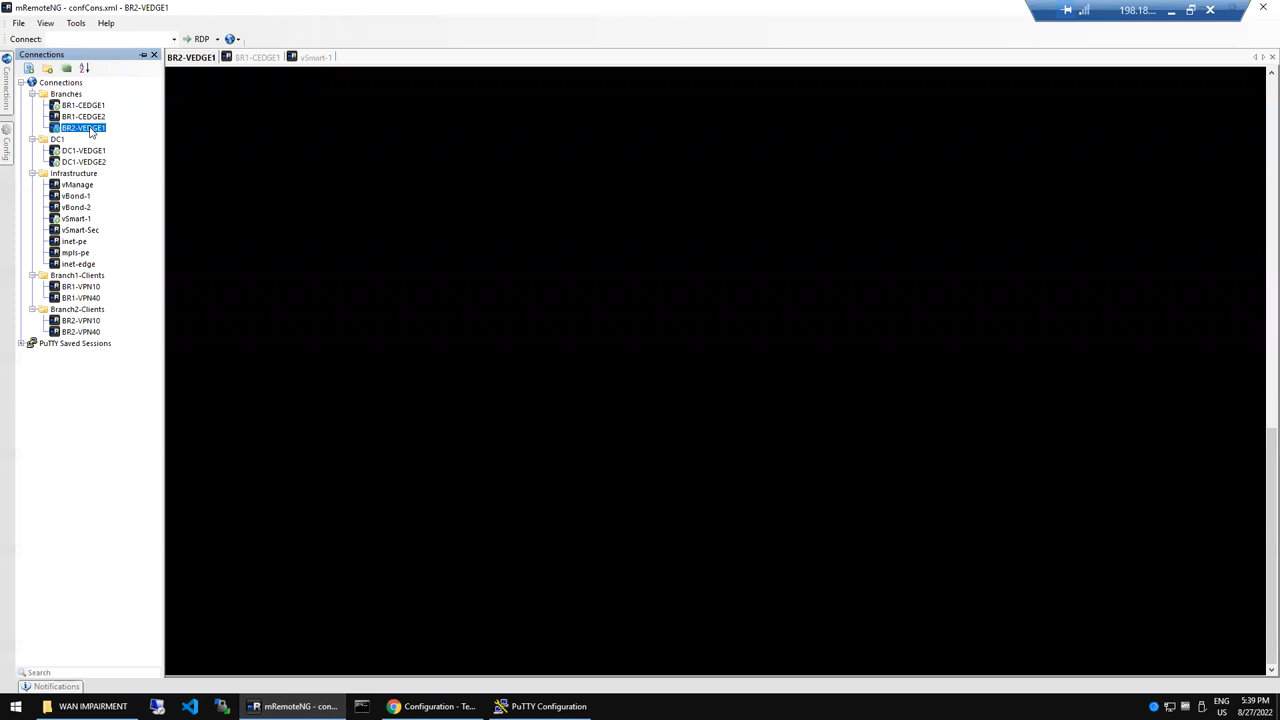 mRemoteNG - confCons.xml - BR2-VEDGE1
198.18....
File View Tools Help
Connect: RDP
Connections
BR2-VEDGE1 BR1-CEDGE1 vSmart-1
Connections
Config
Connections
Branches
BR1-CEDGE1
BR1-CEDGE2
BR2-VEDGE1
DC1
DC1-VEDGE1
DC1-VEDGE2
Infrastructure
vManage
vBond-1
vBond-2
vSmart-1
vSmart-Sec
inet-pe
mpls-pe
inet-edge
Branch1-Clients
BR1-VPN10
BR1-VPN40
Branch2-Clients
BR2-VPN10
BR2-VPN40
PuTTY Saved Sessions
Search
Notifications
WAN IMPAIRMENT
mRemoteNG - con...
Configuration - Te...
PuTTY Configuration
ENG
US
5:39 PM
8/27/2022